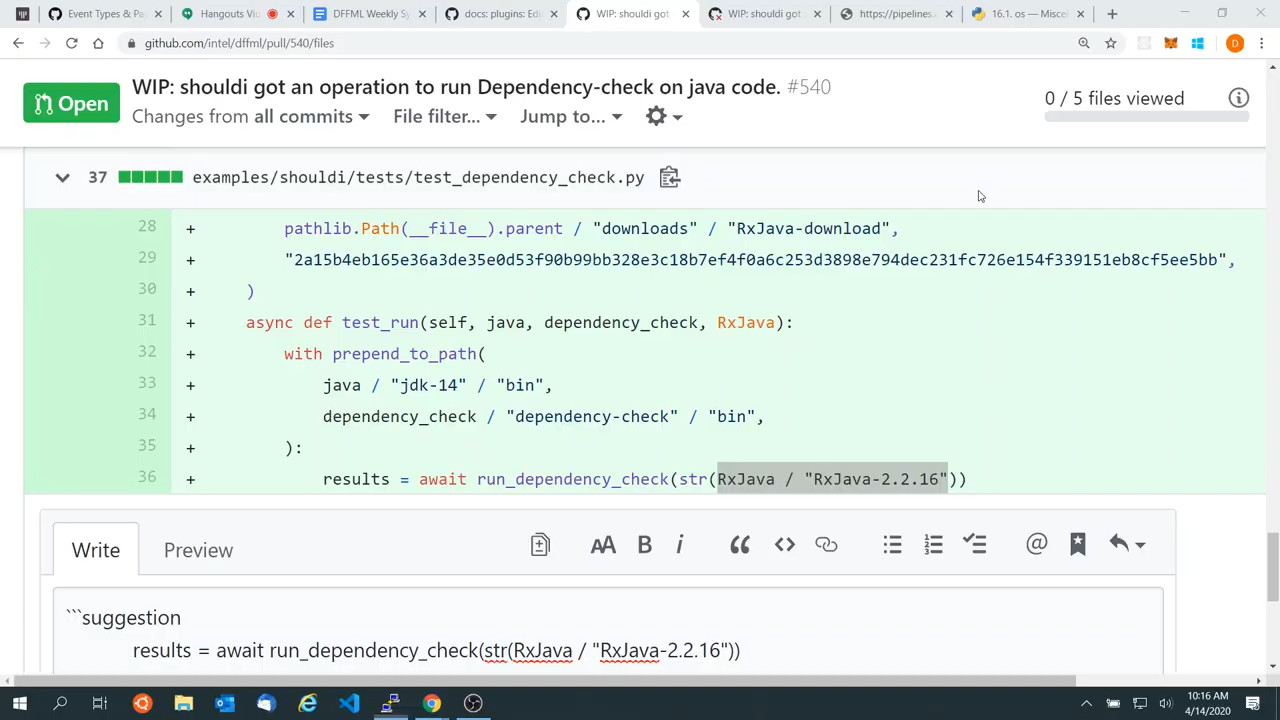 Event Types & Pay
Hangouts Vid
DFFML Weekly Sy
docs: plugins: Edi
WIP: shouldi got
WIP: shouldi got a
https://pipelines.a
16.1. os — Miscel
github.com/intel/dffml/pull/540/files
D
Open
WIP: shouldi got an operation to run Dependency-check on java code. #540
Changes from all commits
File filter...
Jump to...
0 / 5 files viewed
37
examples/shouldi/tests/test_dependency_check.py
28 + pathlib.Path(__file__).parent / "downloads" / "RxJava-download",
29 + "2a15b4eb165e36a3de35e0d53f90b99bb328e3c18b7ef4f0a6c253d3898e794dec231fc726e154f339151eb8cf5ee5bb",
30 + )
31 + async def test_run(self, java, dependency_check, RxJava):
32 + with prepend_to_path(
33 + java / "jdk-14" / "bin",
34 + dependency_check / "dependency-check" / "bin",
35 + ):
36 + results = await run_dependency_check(str(RxJava / "RxJava-2.2.16"))
Write
Preview
```suggestion
results = await run_dependency_check(str(RxJava / "RxJava-2.2.16"))
10:16 AM
4/14/2020